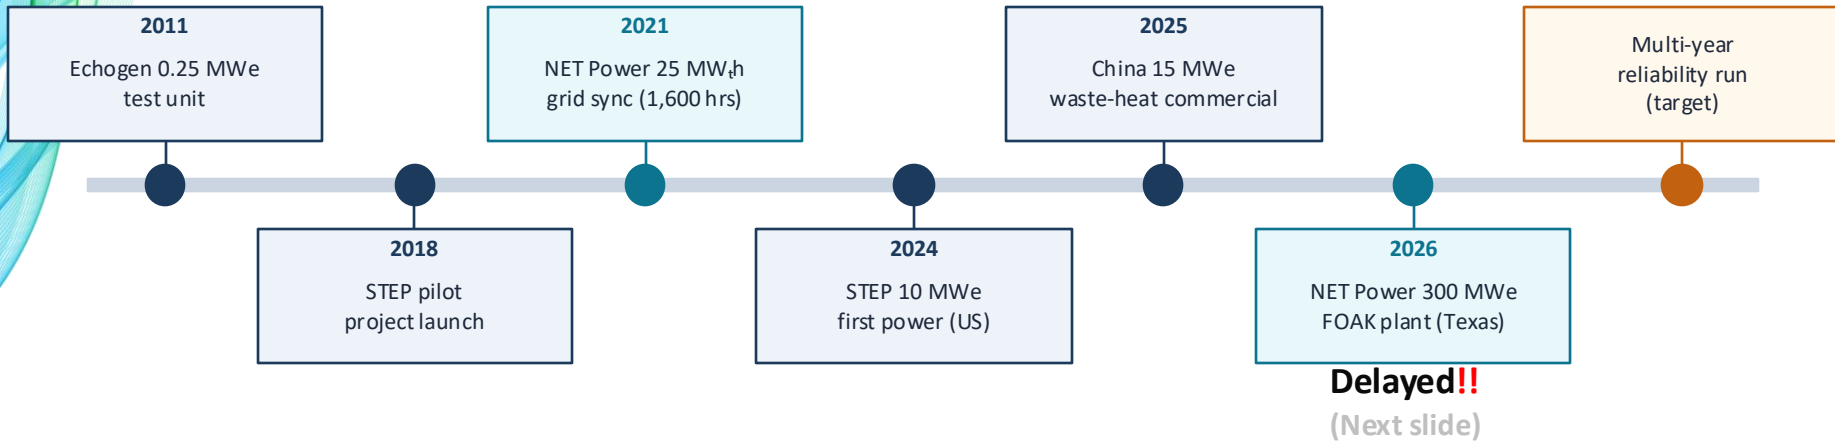 2011
Echogen 0.25 MWe
test unit
2018
STEP pilot
project launch
2021
NET Power 25 MWₜh
grid sync (1,600 hrs)
2024
STEP 10 MWe
first power (US)
2025
China 15 MWe
waste-heat commercial
2026
NET Power 300 MWe
FOAK plant (Texas)
Delayed!!
(Next slide)
Multi-year
reliability run
(target)